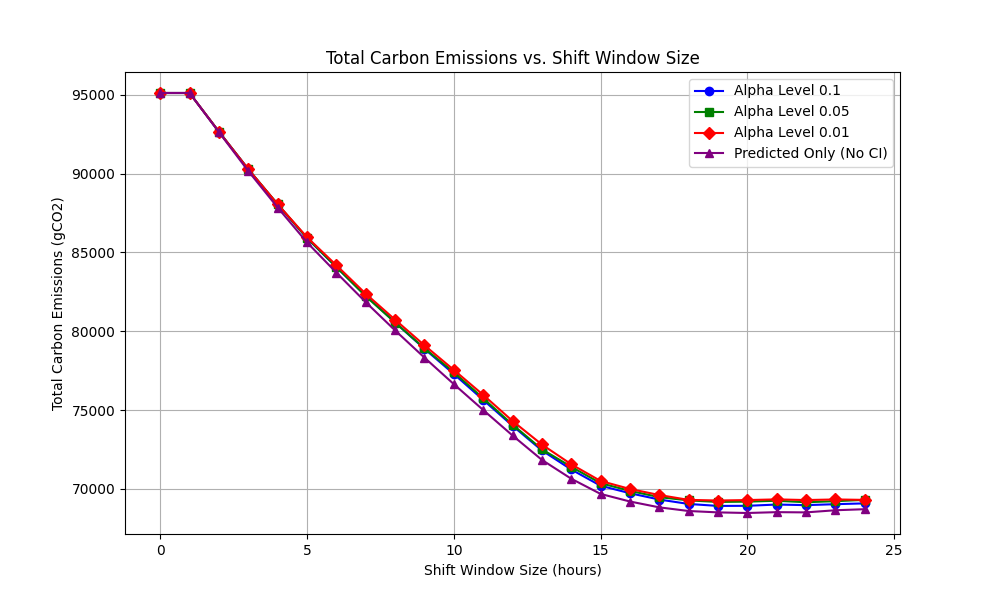 Total Carbon Emissions vs. Shift Window Size
Alpha Level 0.1
Alpha Level 0.05
Alpha Level 0.01
Predicted Only (No CI)
Total Carbon Emissions (gCO2)
95000
90000
85000
80000
75000
70000
0 5 10 15 20 25
Shift Window Size (hours)